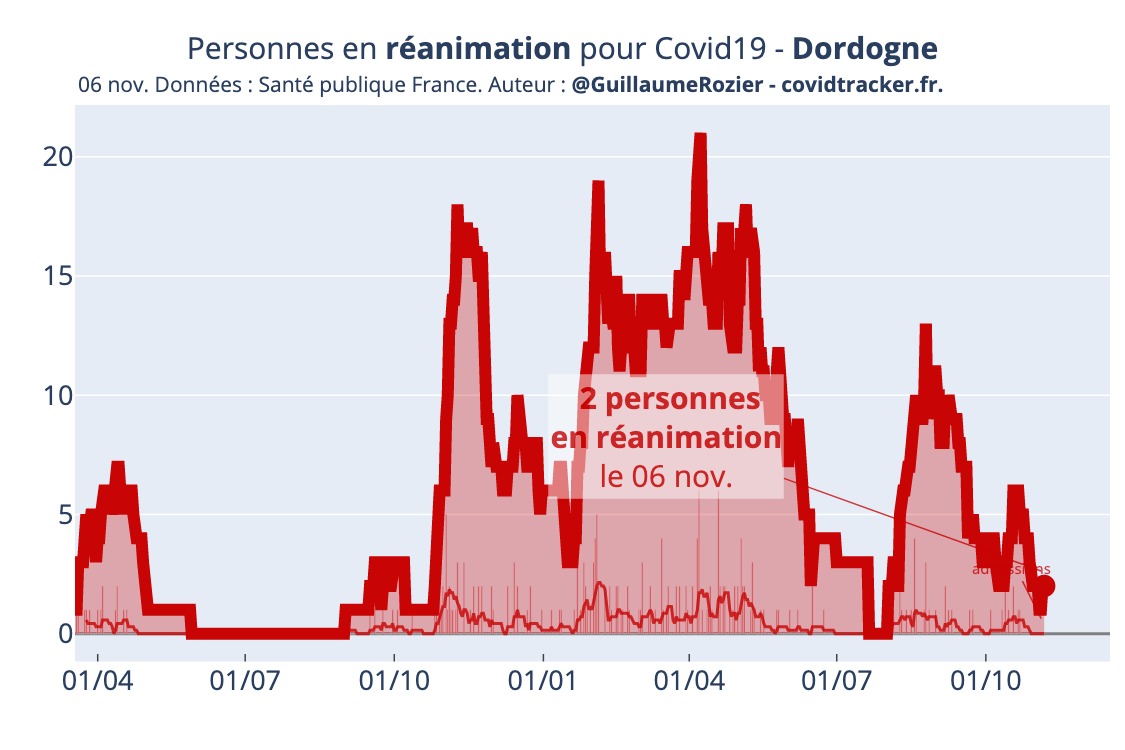 Personnes en réanimation pour Covid19 - Dordogne
06 nov. Données : Santé publique France. Auteur : @GuillaumeRozier - covidtracker.fr.
20
15
10
5
0
2 personnes
en réanimation
le 06 nov.
admissions
01/04 01/07 01/10 01/01 01/04 01/07 01/10